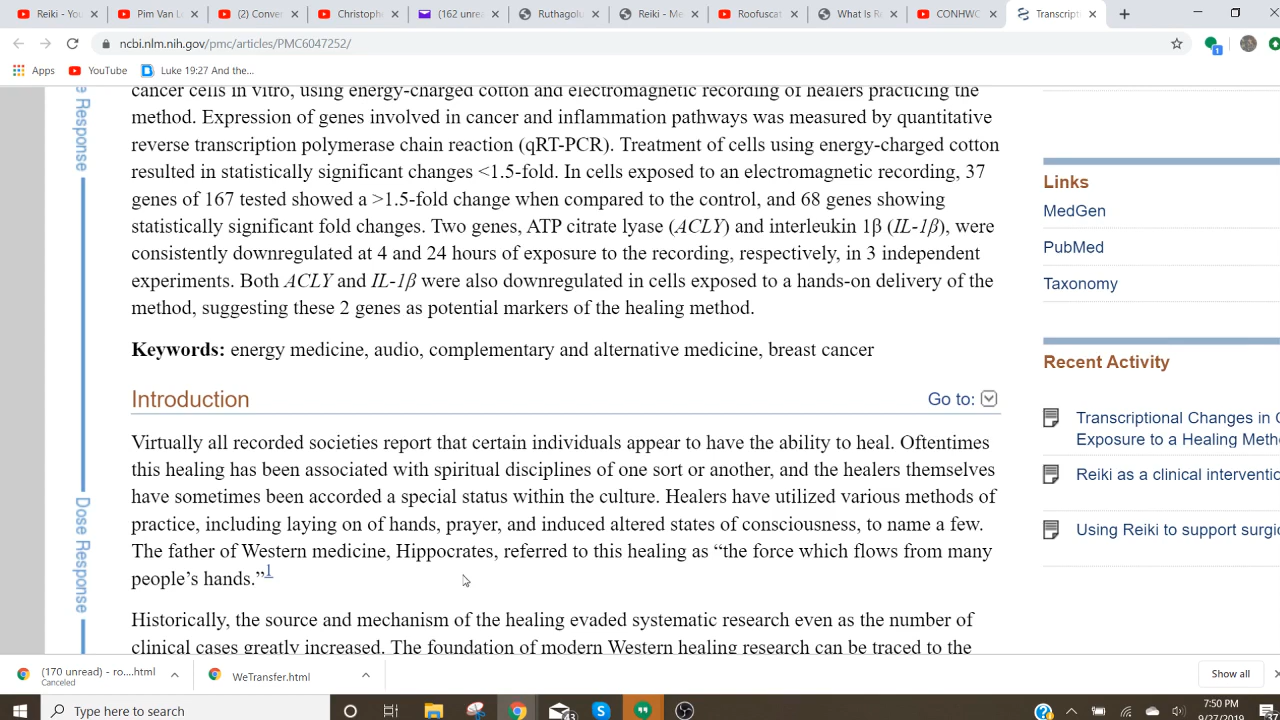 Reiki - You
Pim Van L
(2) Conver
Christophe
(162 unrea
Ruthagolu
Reiki - Me
Roofuscat
What Is Re
CONHWC
Transcripti
ncbi.nlm.nih.gov/pmc/articles/PMC6047252/
1
Apps
YouTube
Luke 19:27 And the...
Dose Response
cancer cells in vitro, using energy-charged cotton and electromagnetic recording of healers practicing the
method. Expression of genes involved in cancer and inflammation pathways was measured by quantitative
reverse transcription polymerase chain reaction (qRT-PCR). Treatment of cells using energy-charged cotton
resulted in statistically significant changes <1.5-fold. In cells exposed to an electromagnetic recording, 37
genes of 167 tested showed a >1.5-fold change when compared to the control, and 68 genes showing
statistically significant fold changes. Two genes, ATP citrate lyase (ACLY) and interleukin 1β (IL-1β), were
consistently downregulated at 4 and 24 hours of exposure to the recording, respectively, in 3 independent
experiments. Both ACLY and IL-1β were also downregulated in cells exposed to a hands-on delivery of the
method, suggesting these 2 genes as potential markers of the healing method.
Keywords: energy medicine, audio, complementary and alternative medicine, breast cancer
Introduction
Go to:
Virtually all recorded societies report that certain individuals appear to have the ability to heal. Oftentimes
this healing has been associated with spiritual disciplines of one sort or another, and the healers themselves
have sometimes been accorded a special status within the culture. Healers have utilized various methods of
practice, including laying on of hands, prayer, and induced altered states of consciousness, to name a few.
The father of Western medicine, Hippocrates, referred to this healing as “the force which flows from many
people’s hands.”1
Historically, the source and mechanism of the healing evaded systematic research even as the number of
clinical cases greatly increased. The foundation of modern Western healing research can be traced to the
Dose Response
Links
MedGen
PubMed
Taxonomy
Recent Activity
Transcriptional Changes in C
Exposure to a Healing Metho
Reiki as a clinical interventio
Using Reiki to support surgic
(170 unread) - ro....html
Canceled
WeTransfer.html
Show all
Type here to search
43
7:50 PM
9/27/2019